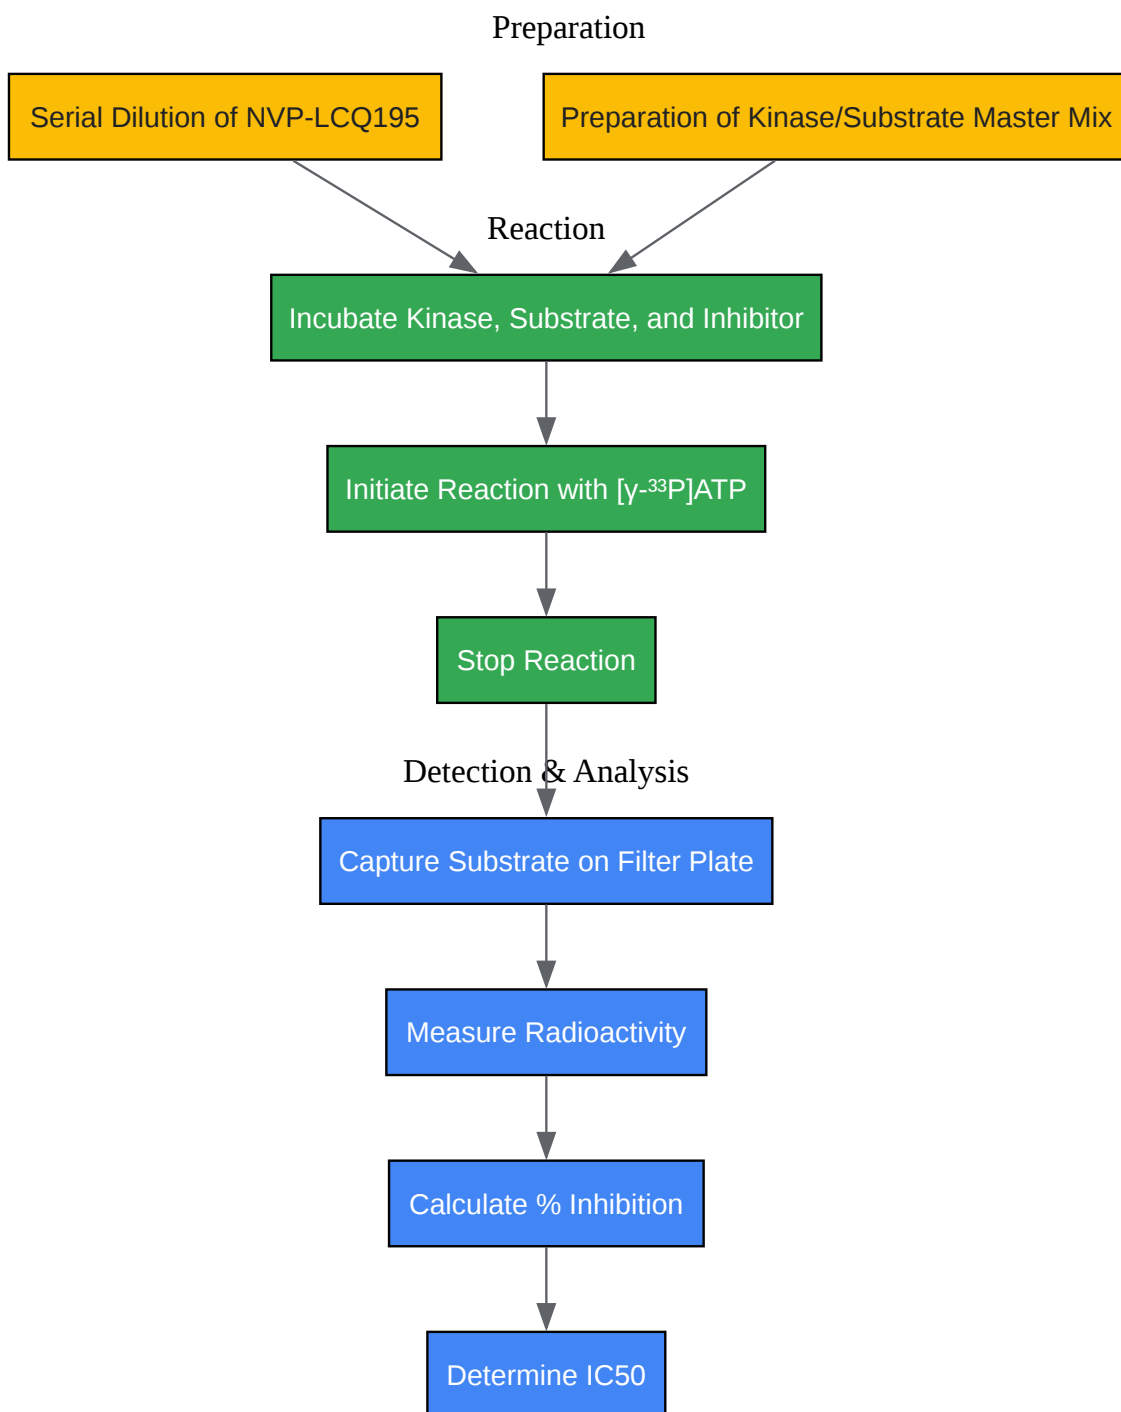 Preparation
Serial Dilution of NVP-LCQ195
Preparation of Kinase/Substrate Master Mix
Reaction
Incubate Kinase, Substrate, and Inhibitor
Initiate Reaction with [γ-³³P]ATP
Stop Reaction
Detection & Analysis
Capture Substrate on Filter Plate
Measure Radioactivity
Calculate % Inhibition
Determine IC50